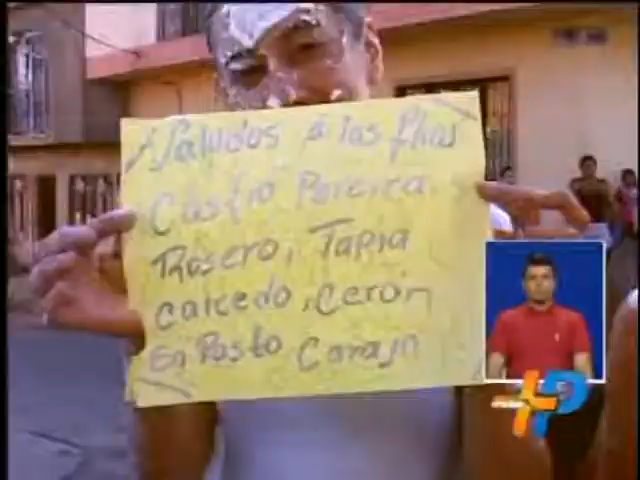 Saludos a las flias
Castro Pereira.
Rosero, Tapia
Caicedo, Ceron
En Pasto Carajo